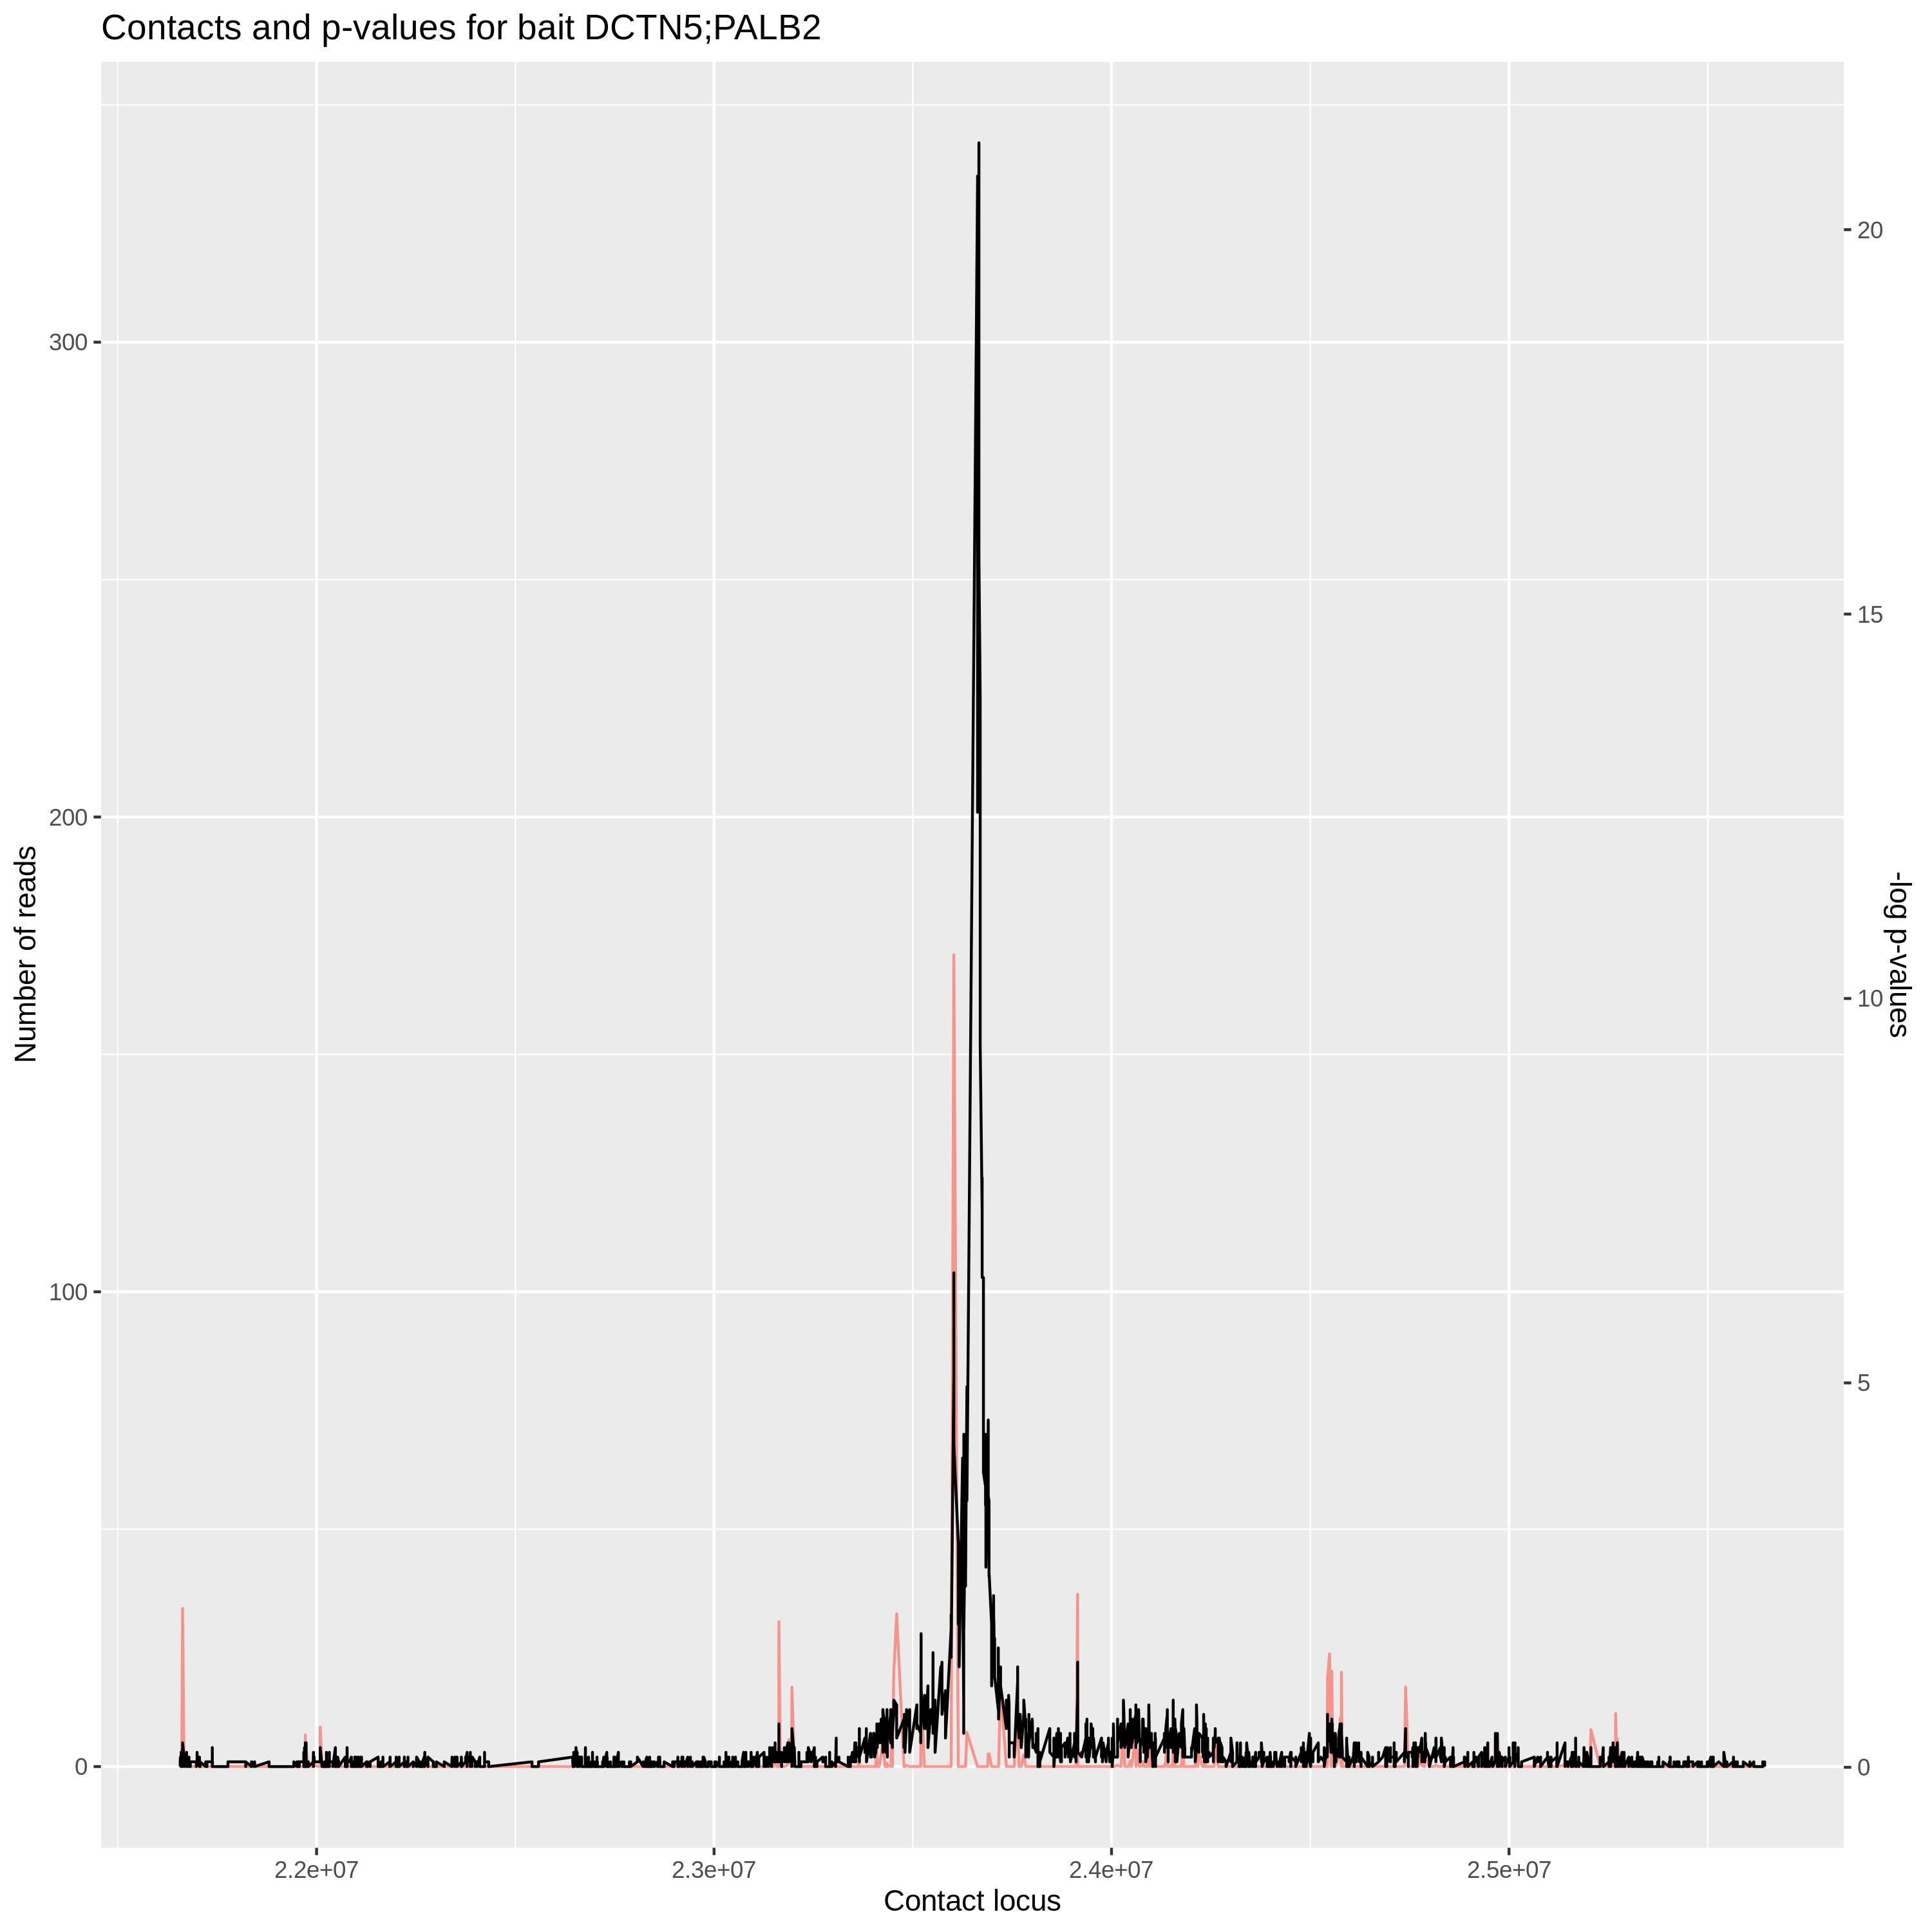 Contacts and p-values for bait DCTN5;PALB2
300
200
100
0
Number of reads
20
15
10
5
0
-log p-values
2.2e+07
2.3e+07
2.4e+07
2.5e+07
Contact locus